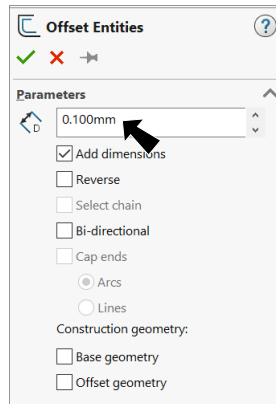 Offset Entities
?
Parameters
D
0.100mm
Add dimensions
Reverse
Select chain
Bi-directional
Cap ends
Arcs
Lines
Construction geometry:
Base geometry
Offset geometry